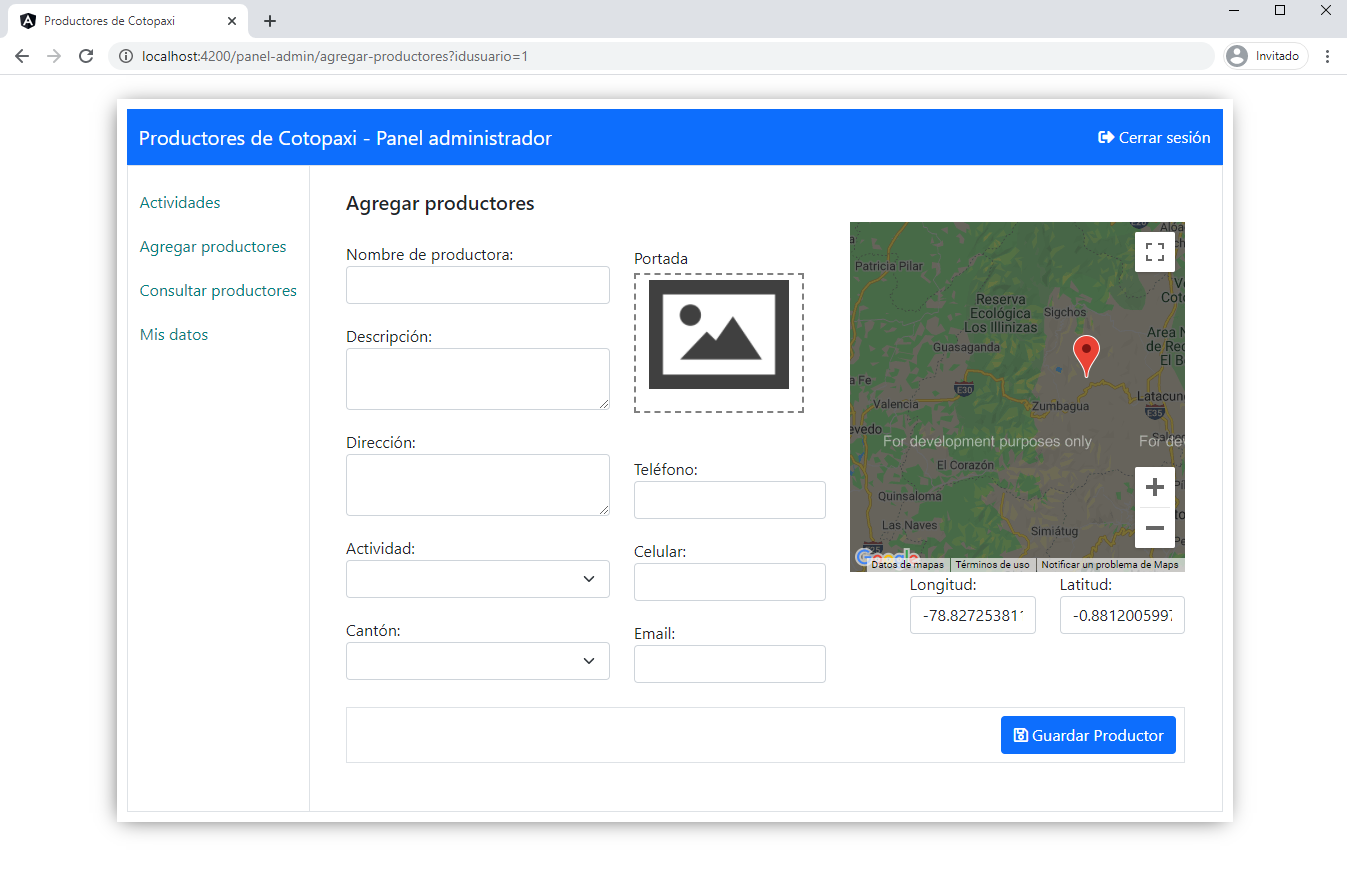 Productores de Cotopaxi
localhost:4200/panel-admin/agregar-productores?idusuario=1
Invitado
Productores de Cotopaxi - Panel administrador
Cerrar sesión
Actividades
Agregar productores
Consultar productores
Mis datos
Agregar productores
Nombre de productora:
Descripción:
Dirección:
Actividad:
Cantón:
Portada
Teléfono:
Celular:
Email:
Patricia Pilar
Reserva
Ecológica
Los Illinizas
Sigchos
Guasaganda
Area
de Rec
El B
E30
Valencia
Zumbagua
Latacun
E35
For development purposes only
For dev
El Corazón
Quinsaloma
Las Naves
Simiátug
Google
Datos de mapas
Términos de uso
Notificar un problema de Maps
Longitud:
Latitud:
-78.82725381
-0.881200599
Guardar Productor